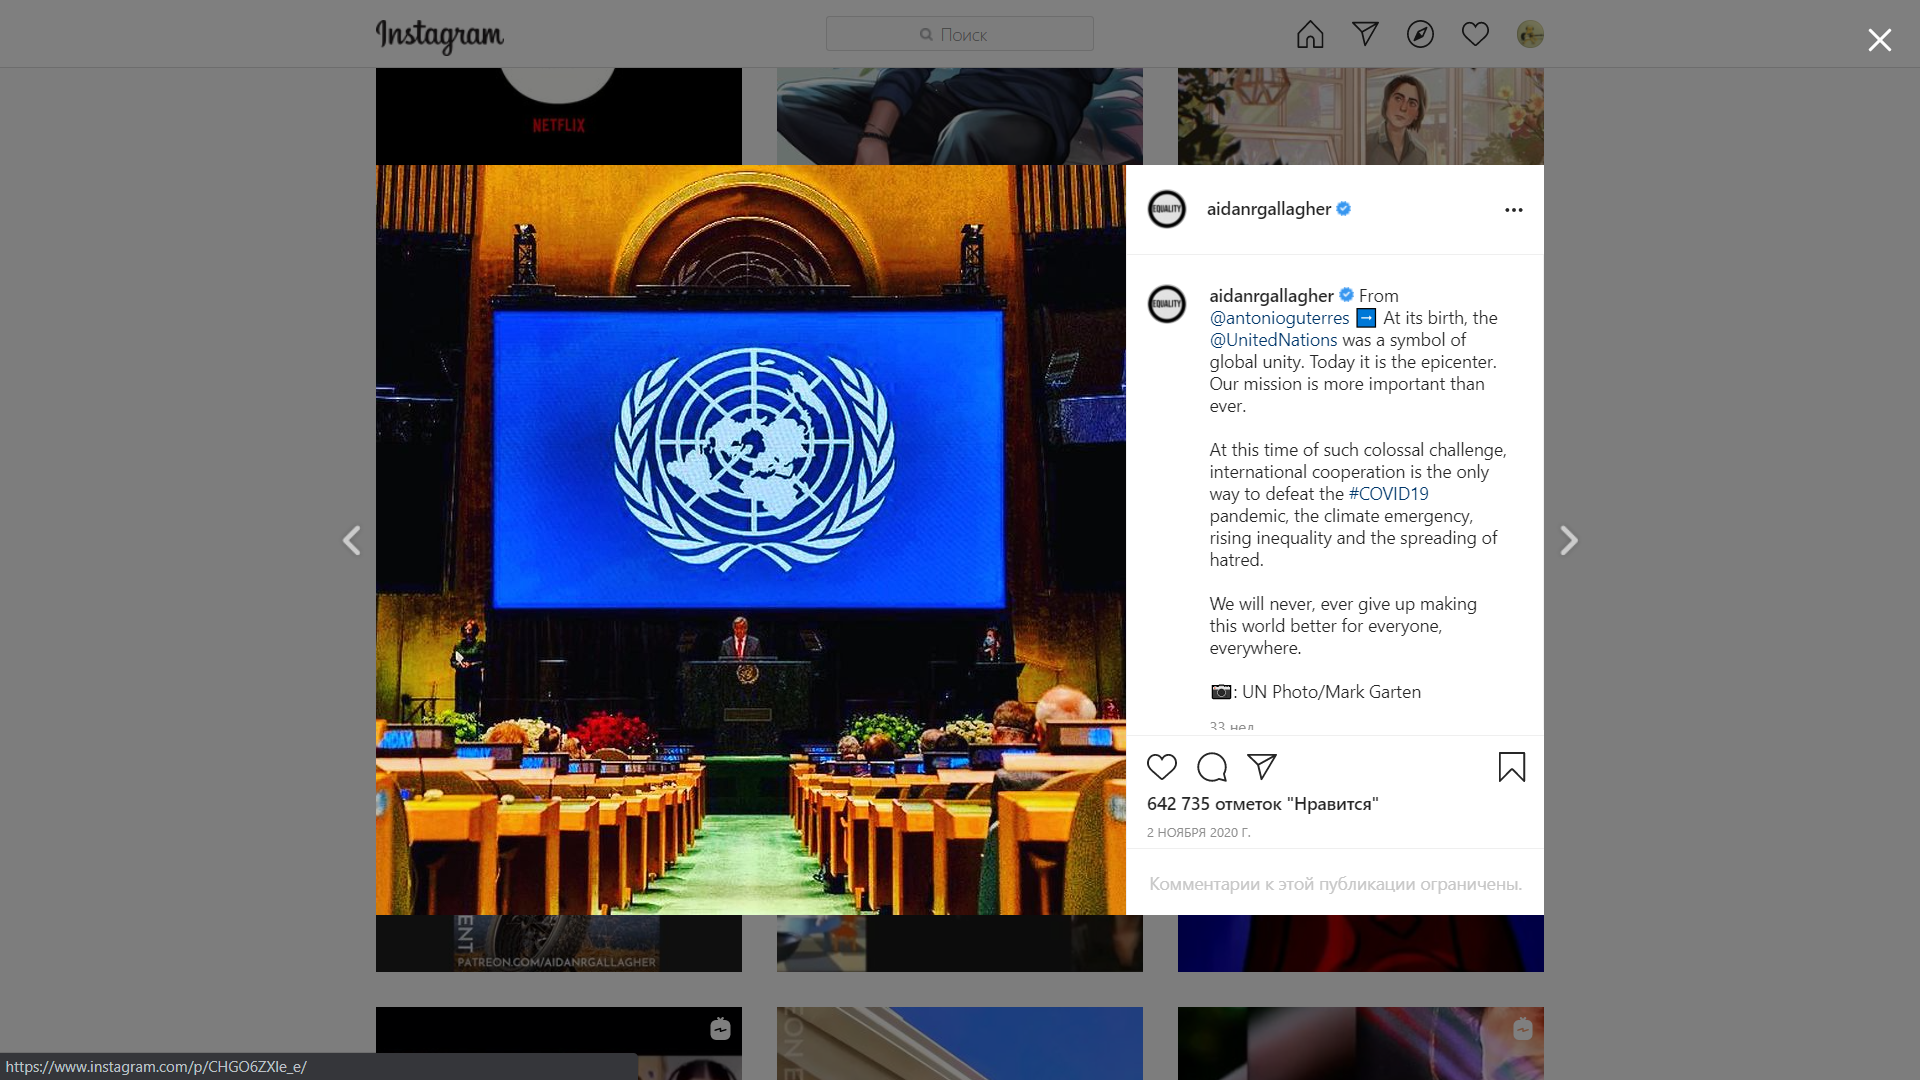 Instagram
Поиск
NETFLIX
aidanrgallagher
EQUALITY
EQUALITY
aidanrgallagher From
@antonioguterres ➡ At its birth, the
@UnitedNations was a symbol of
global unity. Today it is the epicenter.
Our mission is more important than
ever.
At this time of such colossal challenge,
international cooperation is the only
way to defeat the #COVID19
pandemic, the climate emergency,
rising inequality and the spreading of
hatred.
We will never, ever give up making
this world better for everyone,
everywhere.
📷: UN Photo/Mark Garten
33 нед.
642 735 отметок "Нравится"
2 НОЯБРЯ 2020 Г.
Комментарии к этой публикации ограничены.
ENT
PATREON.COM/AIDANRGALLAGHER
EON E
https://www.instagram.com/p/CHGO6ZXle_e/